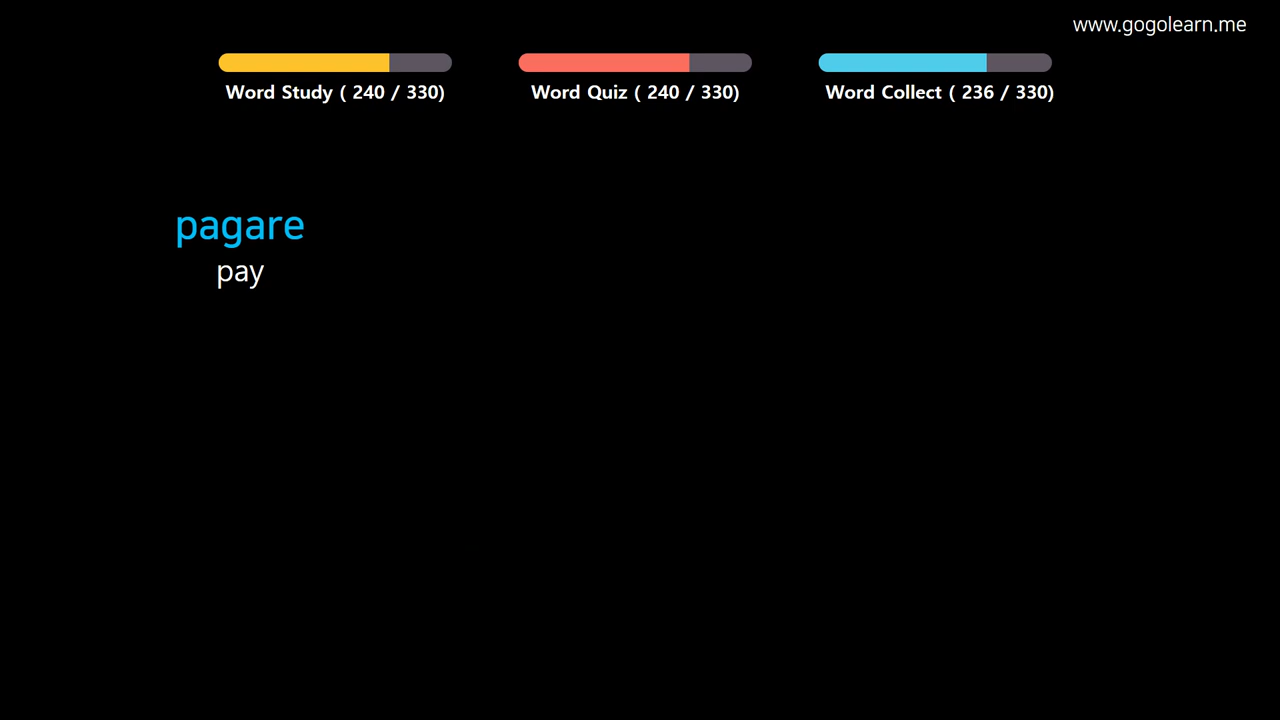 www.gogolearn.me
Word Study ( 240 / 330)
Word Quiz ( 240 / 330)
Word Collect ( 236 / 330)
pagare
pay